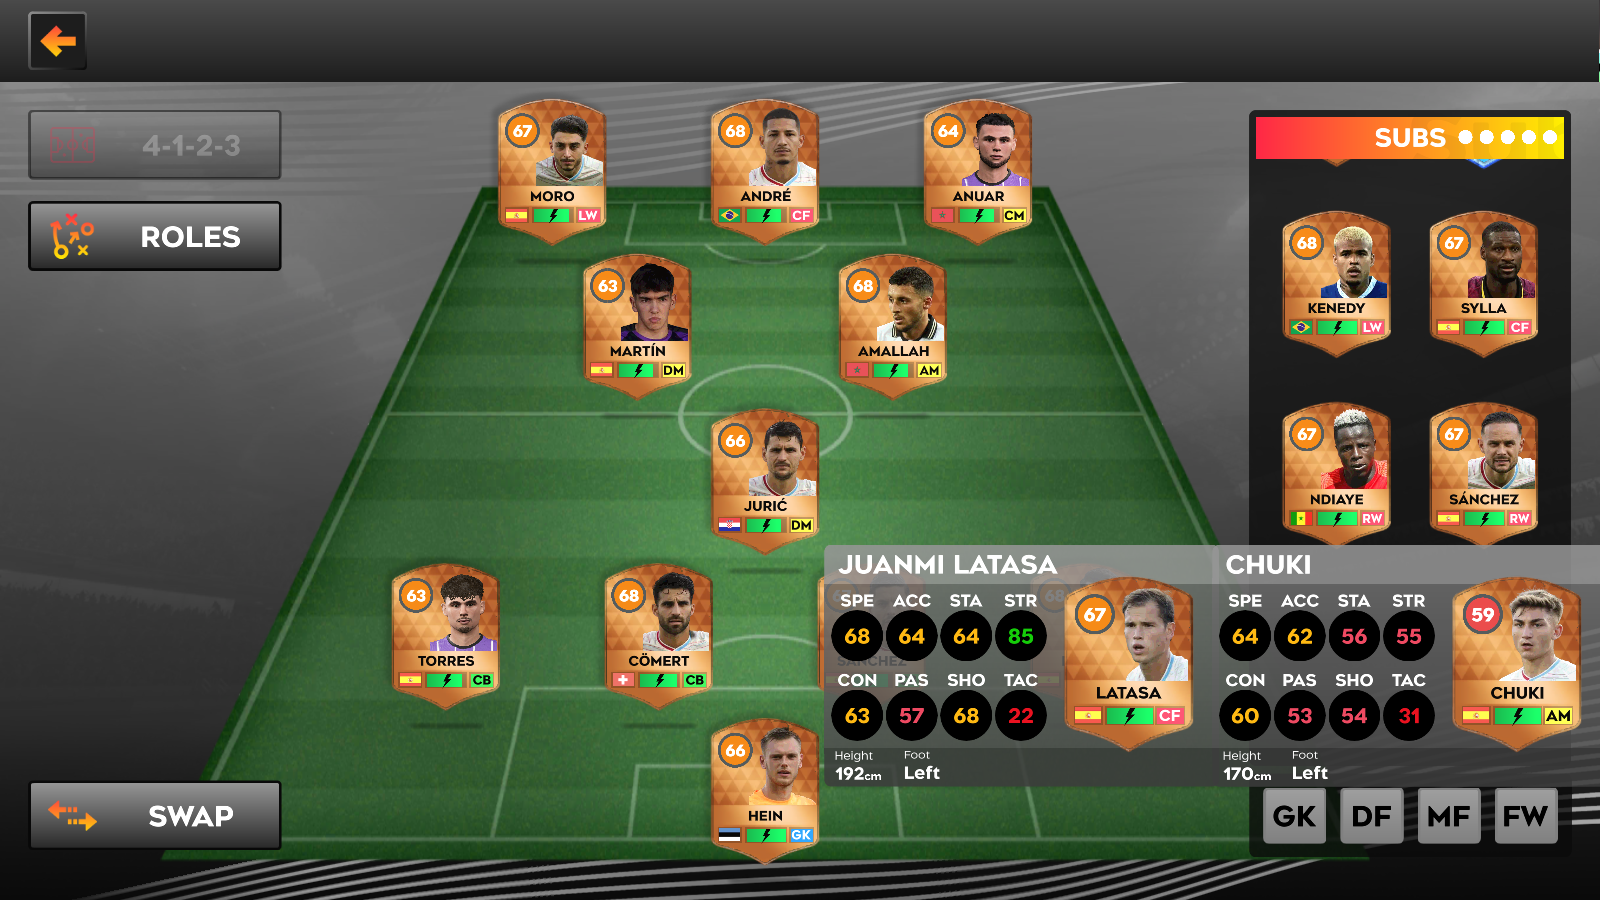 4-1-2-3
ROLES
SWAP
67
MORO
LW
68
ANDRÉ
CF
64
ANUAR
CM
63
MARTÍN
DM
68
AMALLAH
AM
66
JURIĆ
DM
63
TORRES
CB
68
CÖMERT
CB
SÁNCHEZ
68
66
HEIN
GK
SUBS
68
KENEDY
LW
67
SYLLA
CF
67
NDIAYE
RW
67
SÁNCHEZ
RW
JUANMI LATASA
SPE ACC STA STR
68 64 64 85
CON PAS SHO TAC
63 57 68 22
Height Foot
192cm Left
67
LATASA
CF
CHUKI
SPE ACC STA STR
64 62 56 55
CON PAS SHO TAC
60 53 54 31
Height Foot
170cm Left
59
CHUKI
AM
GK DF MF FW